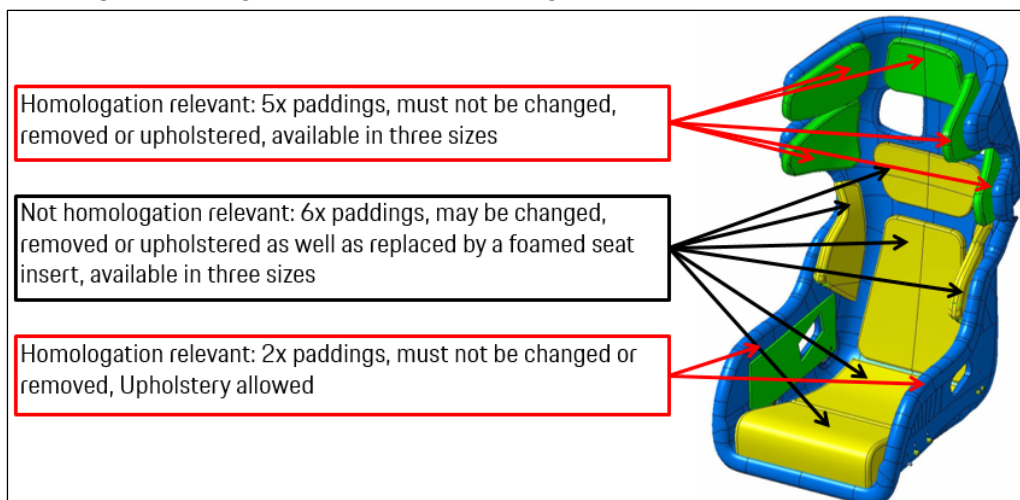 Homologation relevant: 5x paddings, must not be changed,
removed or upholstered, available in three sizes
Not homologation relevant: 6x paddings, may be changed,
removed or upholstered as well as replaced by a foamed seat
insert, available in three sizes
Homologation relevant: 2x paddings, must not be changed or
removed, Upholstery allowed